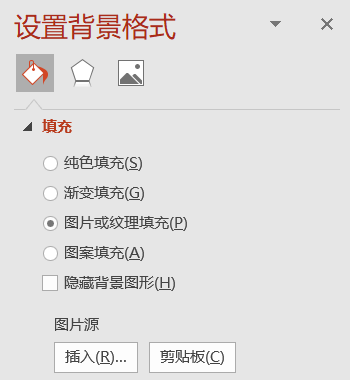 设置背景格式
填充
纯色填充(S)
渐变填充(G)
图片或纹理填充(P)
图案填充(A)
隐藏背景图形(H)
图片源
插入(R)... 剪贴板(C)